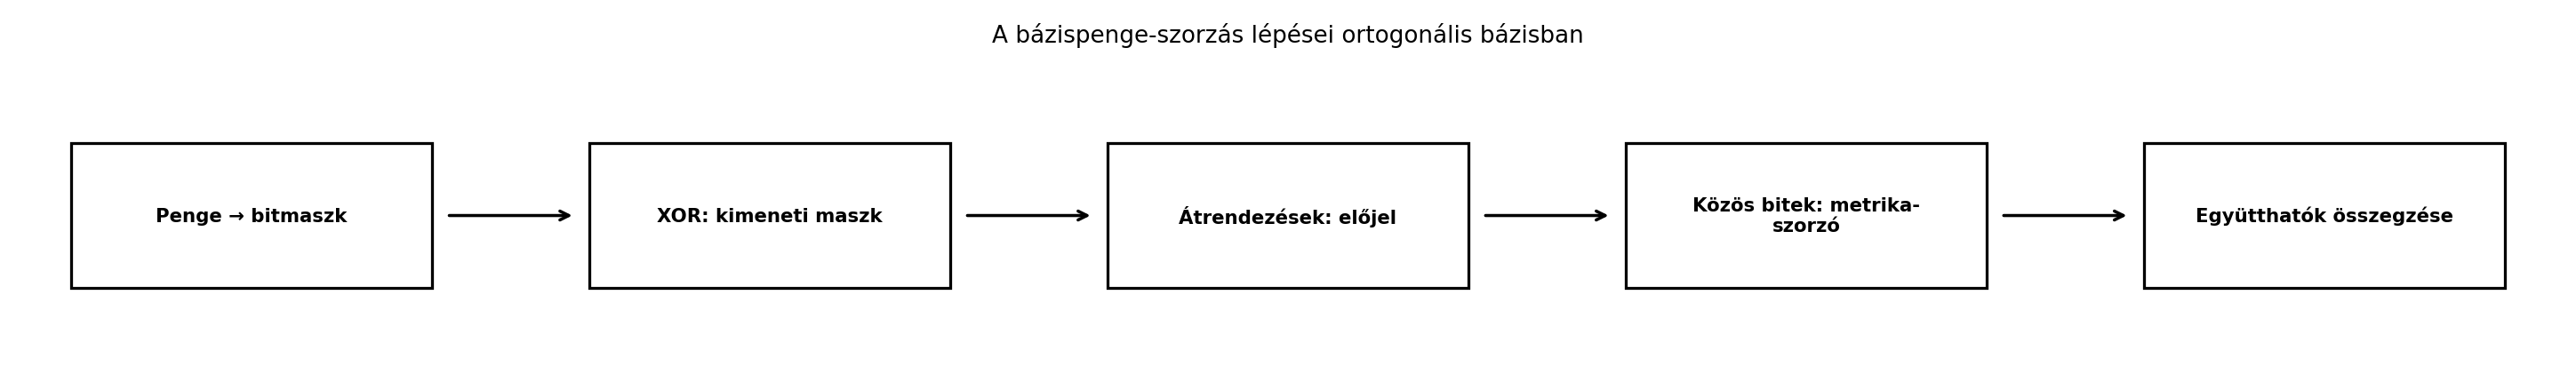 A bázispenge-szorzás lépései ortogonális bázisban
Penge → bitmaszk
XOR: kimeneti maszk
Átrendezések: előjel
Közös bitek: metrika-
szorzó
Együtthatók összegzése